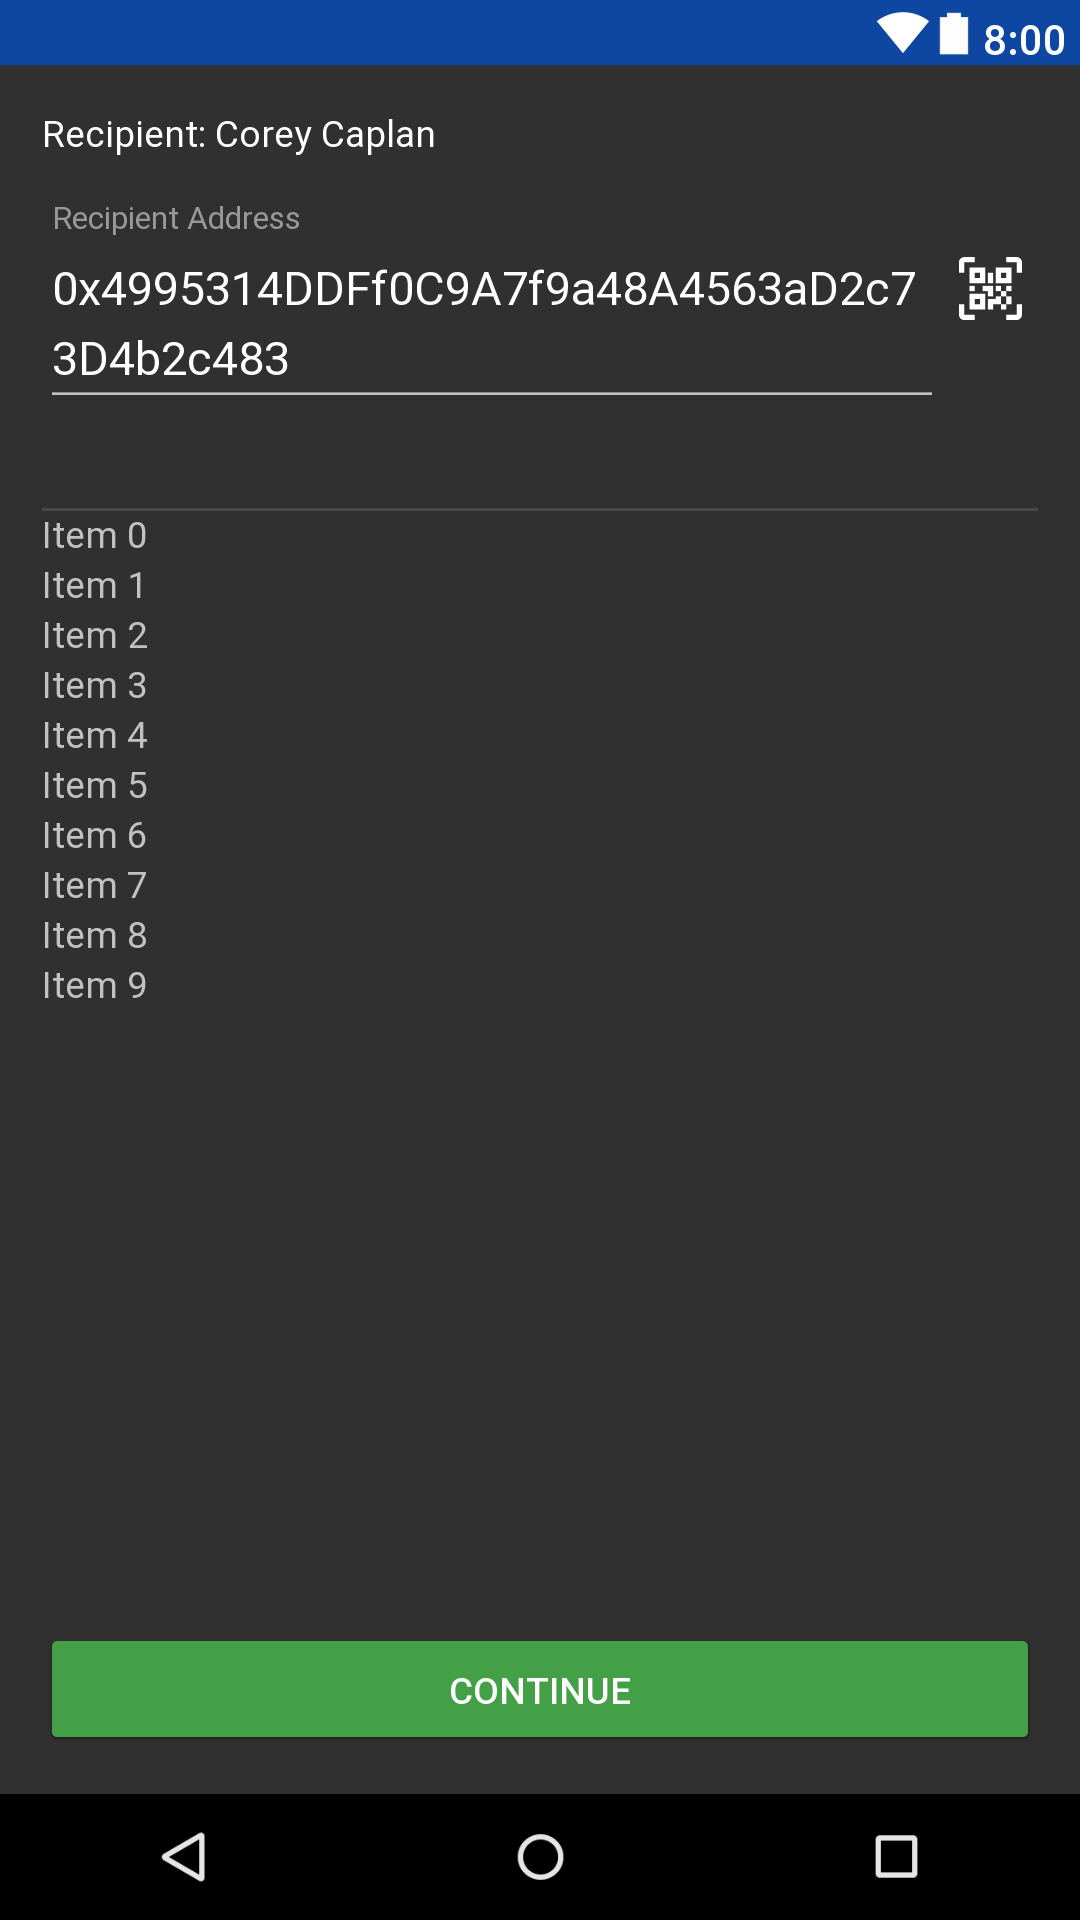 8:00
Recipient: Corey Caplan
Recipient Address
0x4995314DDFf0C9A7f9a48A4563aD2c7
3D4b2c483
Item 0
Item 1
Item 2
Item 3
Item 4
Item 5
Item 6
Item 7
Item 8
Item 9
CONTINUE